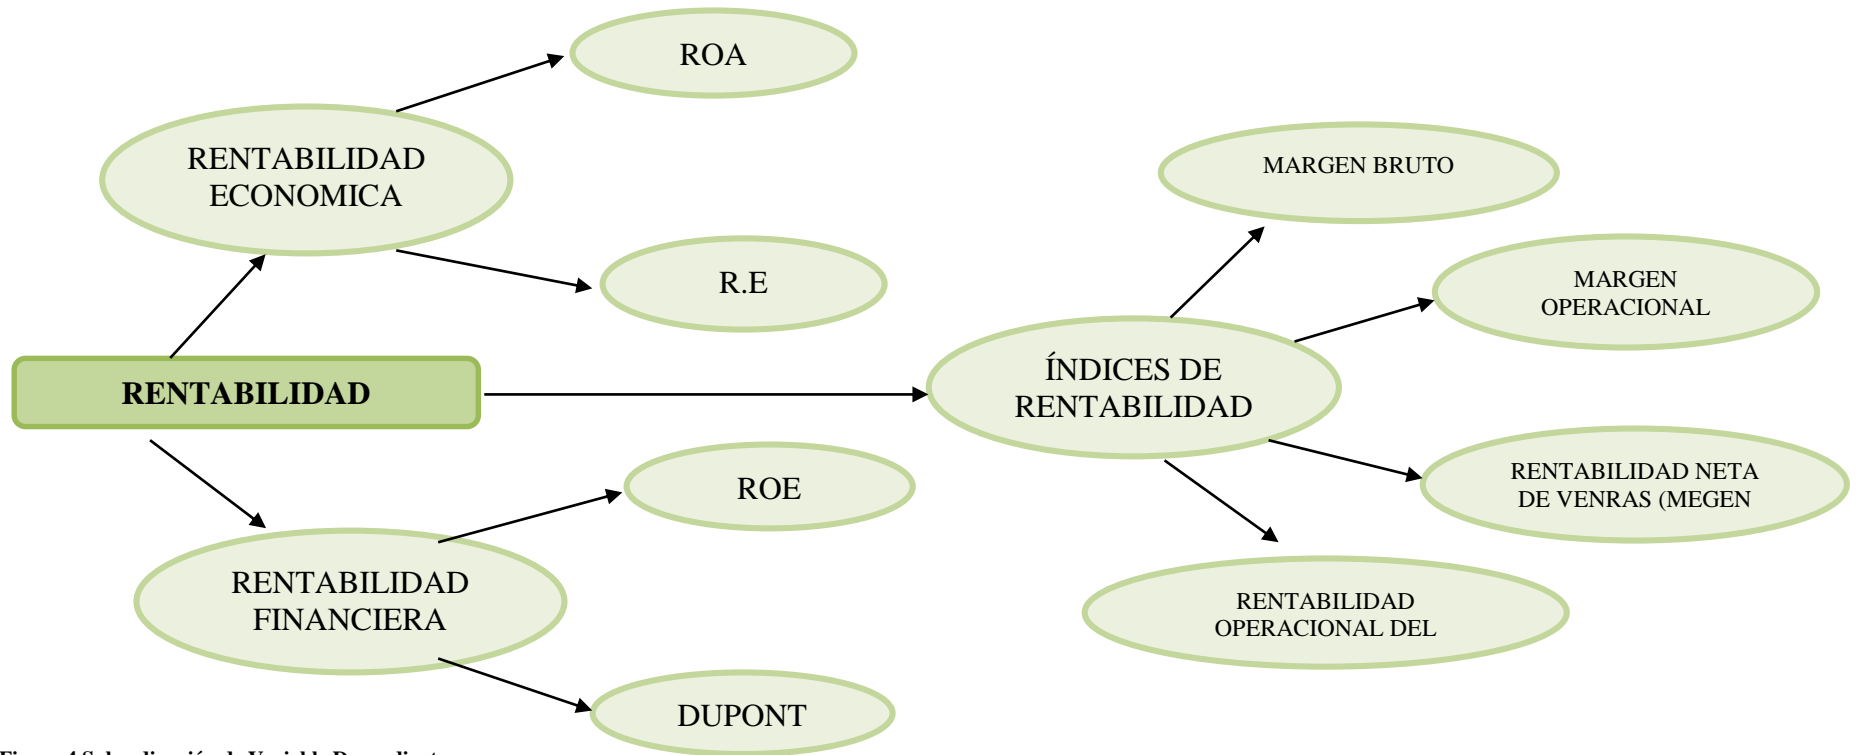 ROA
RENTABILIDAD
ECONOMICA
R.E
RENTABILIDAD
ROE
RENTABILIDAD
FINANCIERA
DUPONT
MARGEN BRUTO
MARGEN
OPERACIONAL
ÍNDICES DE
RENTABILIDAD
RENTABILIDAD NETA
DE VENRAS (MEGEN
RENTABILIDAD
OPERACIONAL DEL